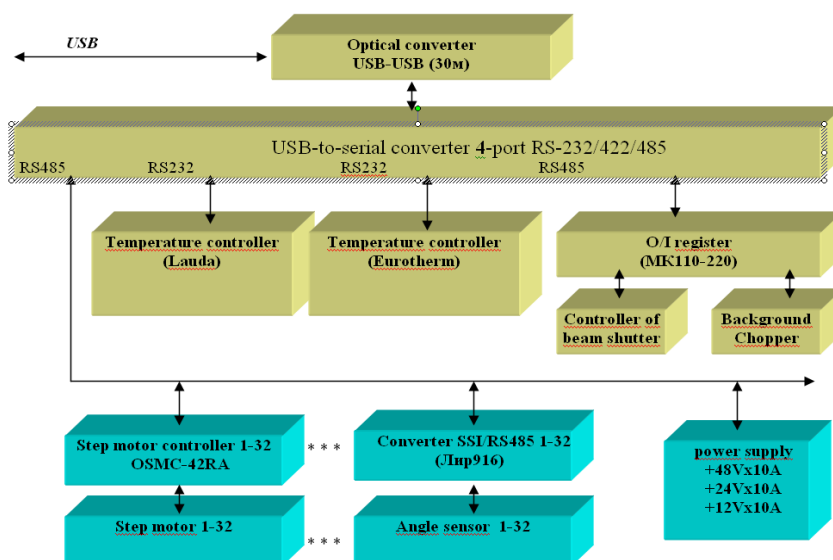 USB
Optical converter
USB-USB (30м)
USB-to-serial converter 4-port RS-232/422/485
RS485 RS232 RS232 RS485
Temperature controller
(Lauda)
Temperature controller
(Eurotherm)
O/I register
(MK110-220)
Controller of
beam shutter
Background
Chopper
Step motor controller 1-32
OSMC-42RA
* * *
Converter SSI/RS485 1-32
(Лир916)
power supply
+48Vx10A
+24Vx10A
+12Vx10A
Step motor 1-32
* * *
Angle sensor 1-32